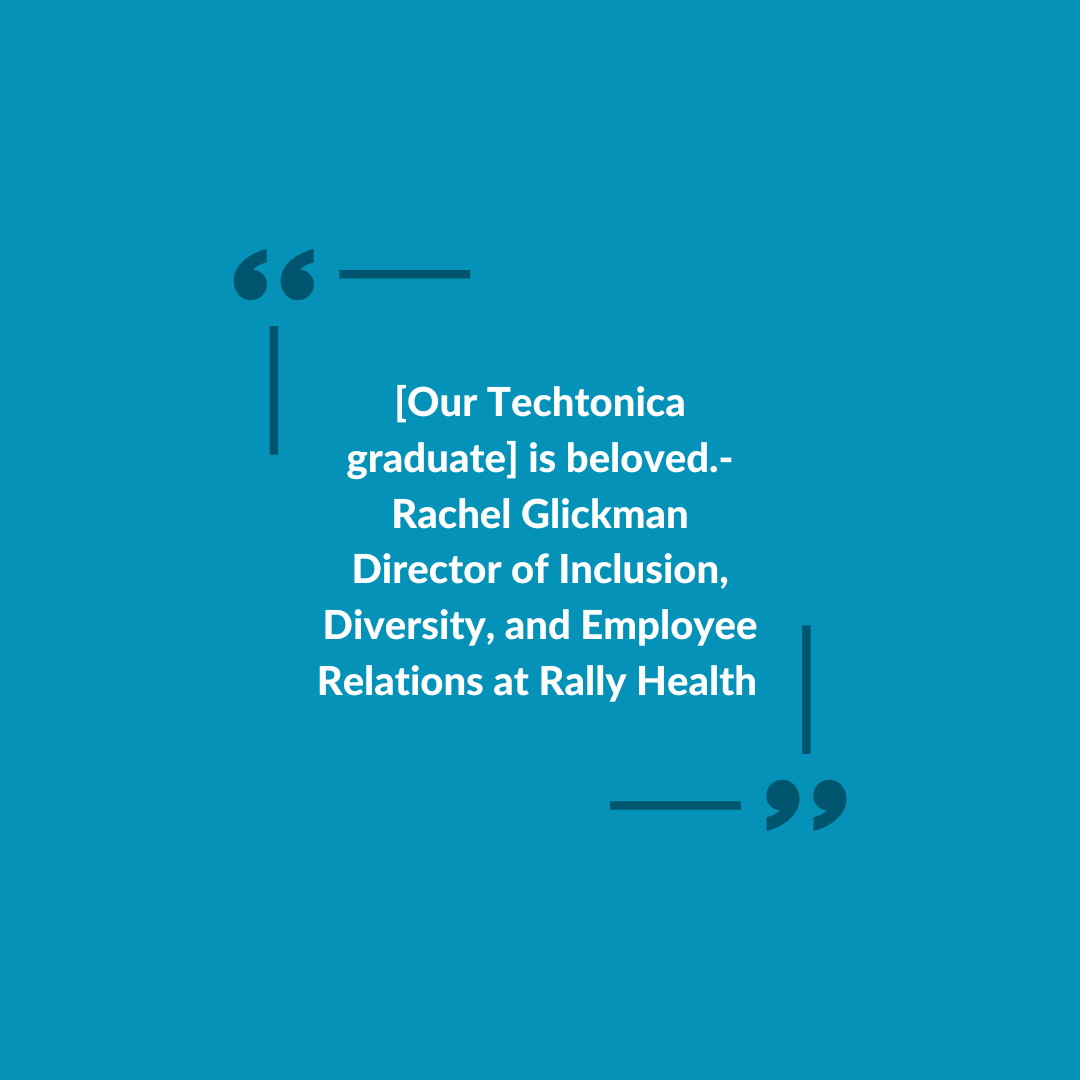 [Our Techtonica
graduate] is beloved.-
Rachel Glickman
Director of Inclusion,
Diversity, and Employee
Relations at Rally Health